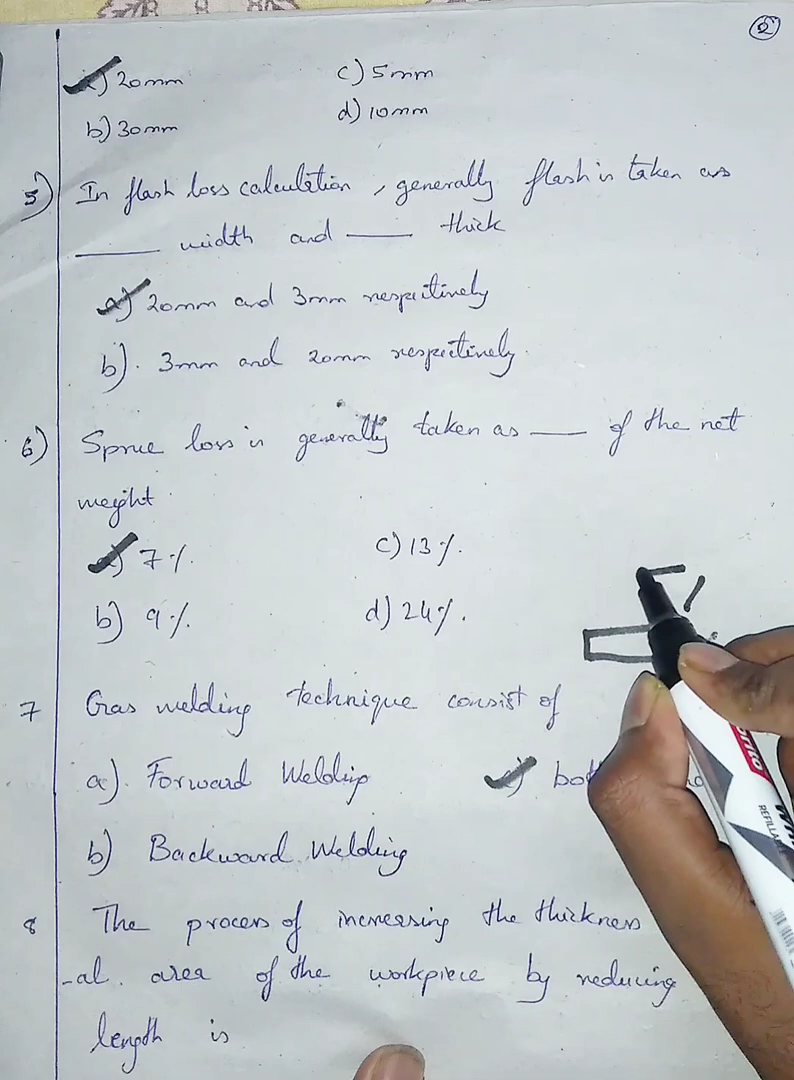 2
a) 20mm c) 5mm
b) 30mm d) 10mm
5) In flash loss calculation, generally flash is taken as
____ width and ____ thick
a) 20mm and 3mm respectively
b). 3mm and 20mm respectively.
6) Sprue loss is generally taken as ____ of the net
weight.
a) 7%. c) 13%.
b) 9%. d) 24%.
7 Gas welding technique consist of
a). Forward Welding c)
b) Backward Welding
8 The process of increasing the thickness
-al. area of the workpiece by reducing
length is
REFILLA